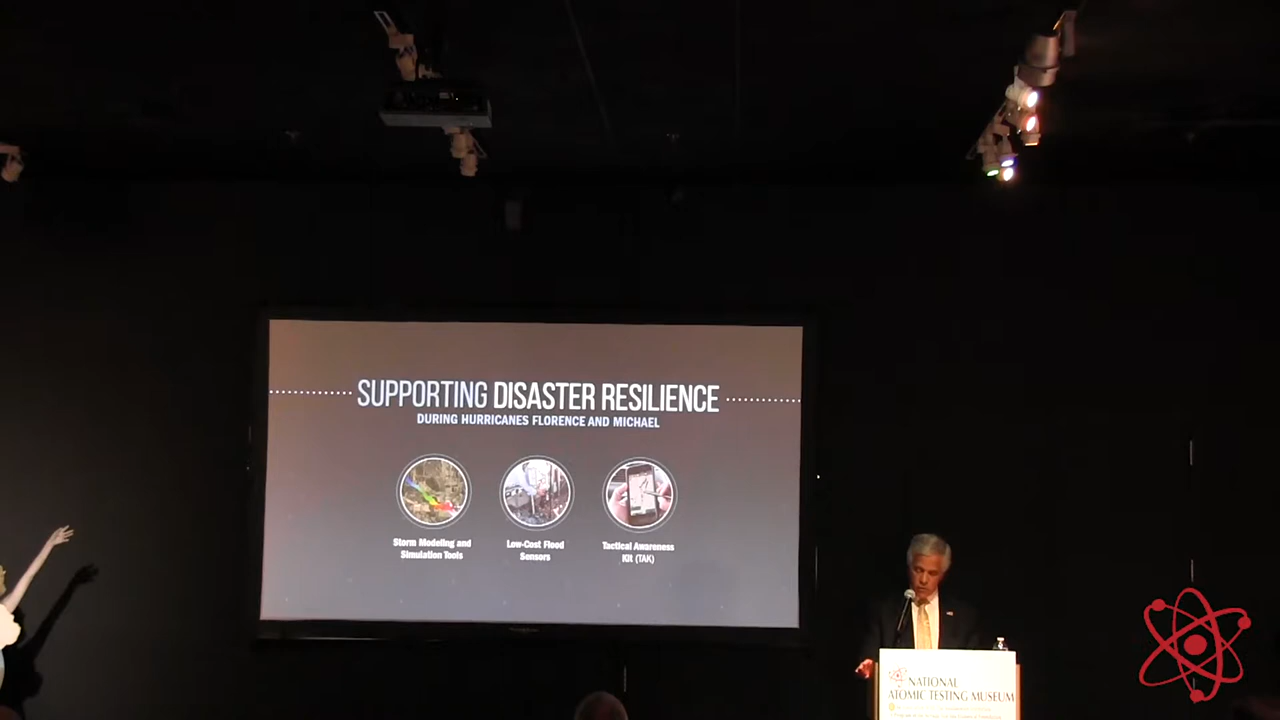 SUPPORTING DISASTER RESILIENCE
DURING HURRICANES FLORENCE AND MICHAEL
Storm Modeling and
Simulation Tools
Low-Cost Flood
Sensors
Tactical Awareness
Kit (TAK)
NATIONAL
ATOMIC TESTING MUSEUM